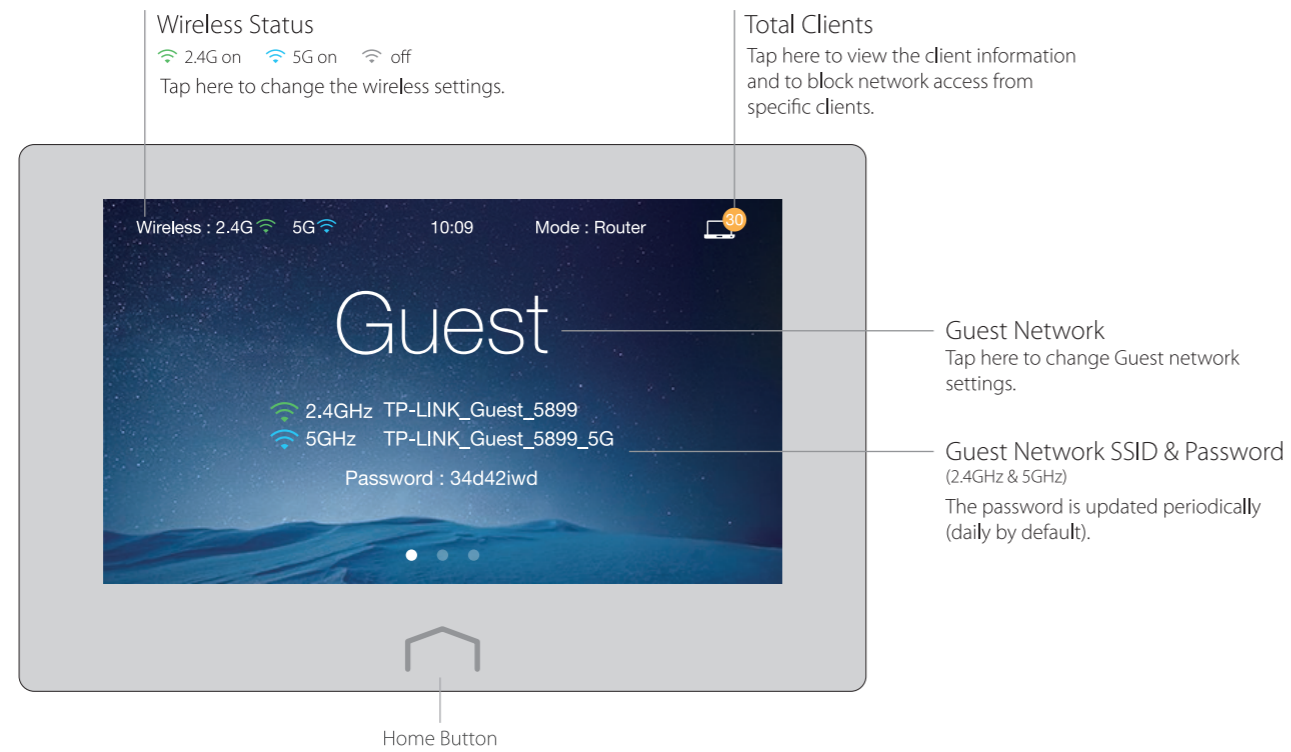 Wireless Status
2.4G on 5G on off
Tap here to change the wireless settings.
Total Clients
Tap here to view the client information
and to block network access from
specific clients.
Wireless : 2.4G 5G 10:09 Mode : Router 30
Guest
2.4GHz TP-LINK_Guest_5899
5GHz TP-LINK_Guest_5899_5G
Password : 34d42iwd
Guest Network
Tap here to change Guest network
settings.
Guest Network SSID & Password
(2.4GHz & 5GHz)
The password is updated periodically
(daily by default).
Home Button